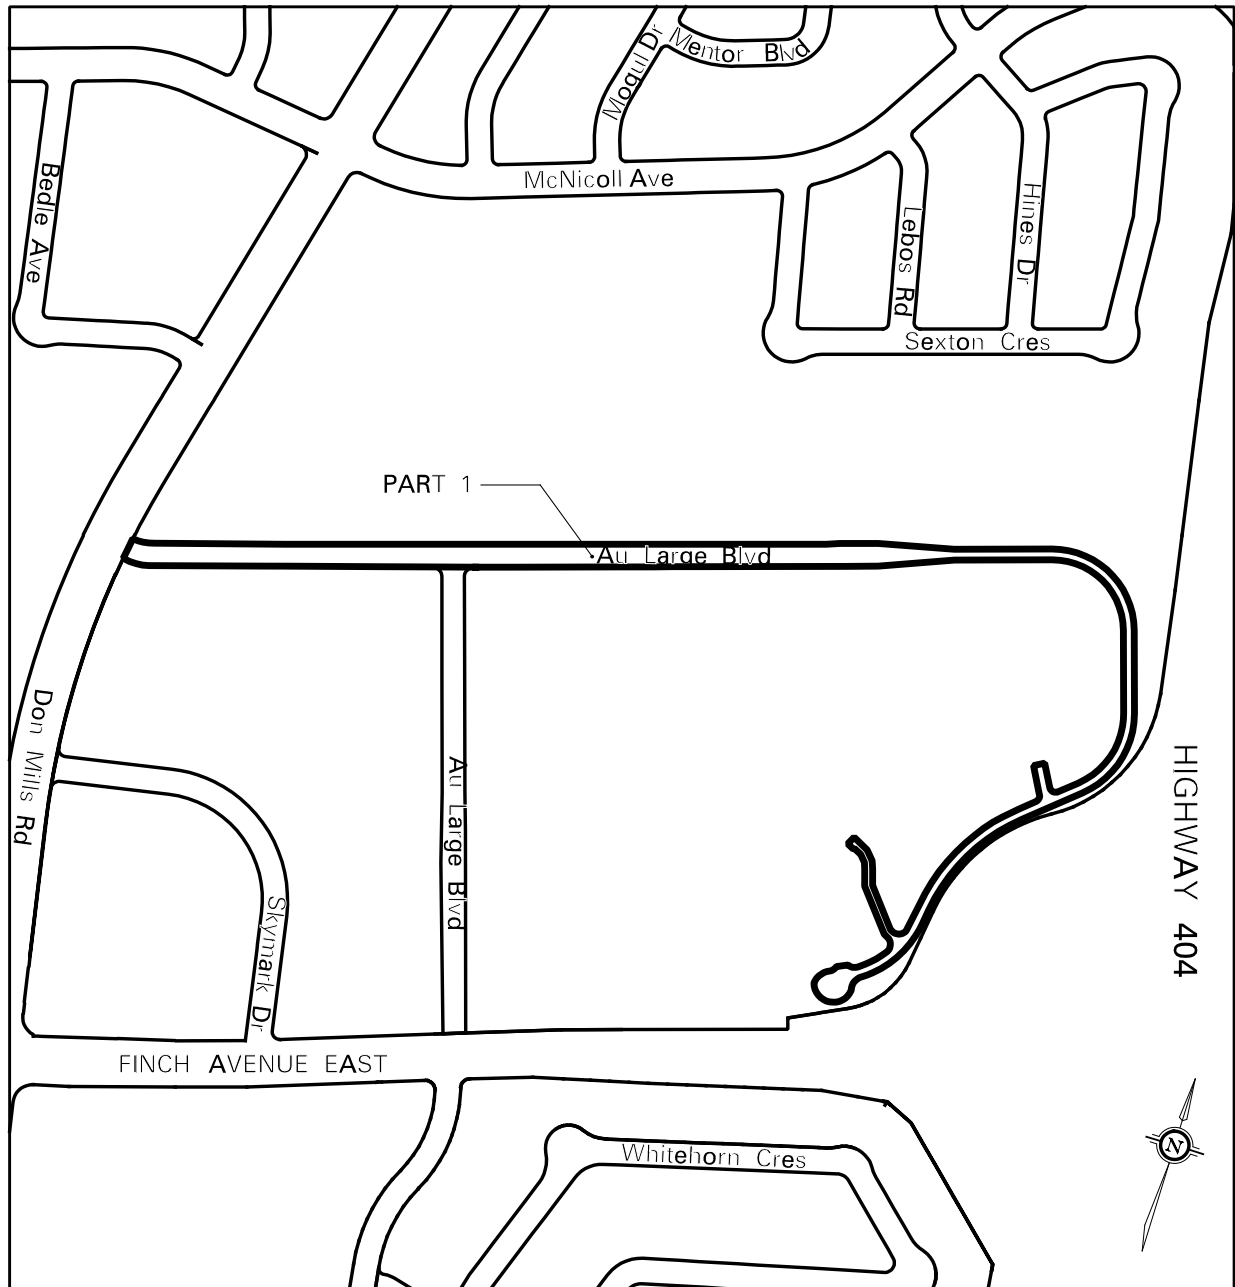 Mentor Blvd
Mogul Dr
McNicoll Ave
Bedle Ave
Lebos Rd
Hines Dr
Sexton Cres
PART 1
Au Large Blvd
Don Mills Rd
Au Large Blvd
HIGHWAY 404
Skymark Dr
FINCH AVENUE EAST
Whitehorn Cres
N